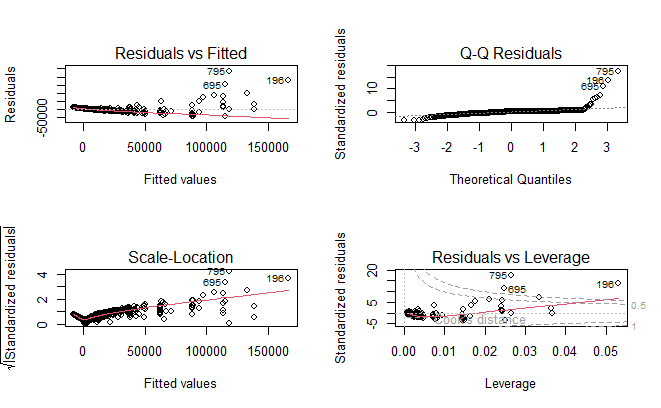 Residuals vs Fitted
Residuals
-50000
795
695
196
0 50000 100000 150000
Fitted values
Q-Q Residuals
Standardized residuals
0 10
795
196
695
-3 -2 -1 0 1 2 3
Theoretical Quantiles
Scale-Location
√|Standardized residuals|
0 2 4
795
695
196
0 50000 100000 150000
Fitted values
Residuals vs Leverage
Standardized residuals
-5 5 20
795
695
196
Cook's distance
0.5
1
0.00 0.01 0.02 0.03 0.04 0.05
Leverage